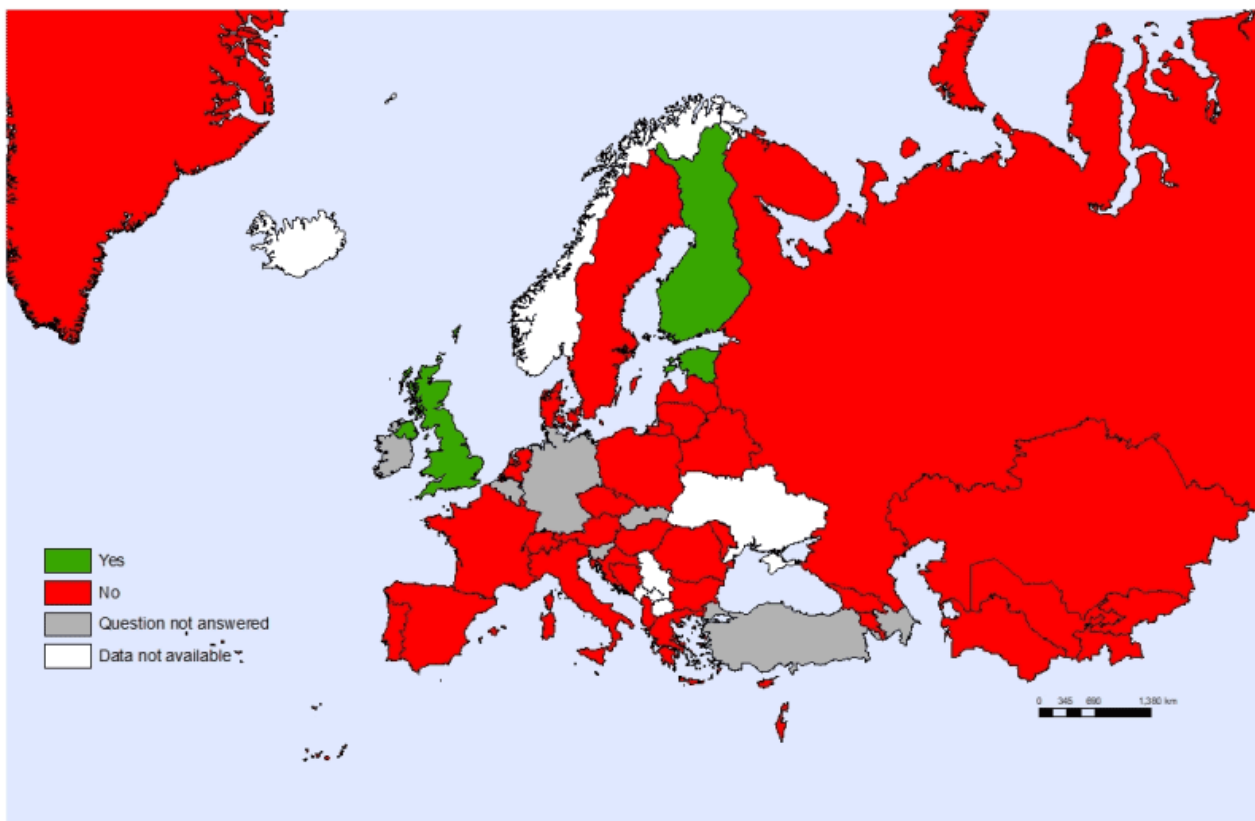 Yes
No
Question not answered
Data not available
0 345 690 1,380 km